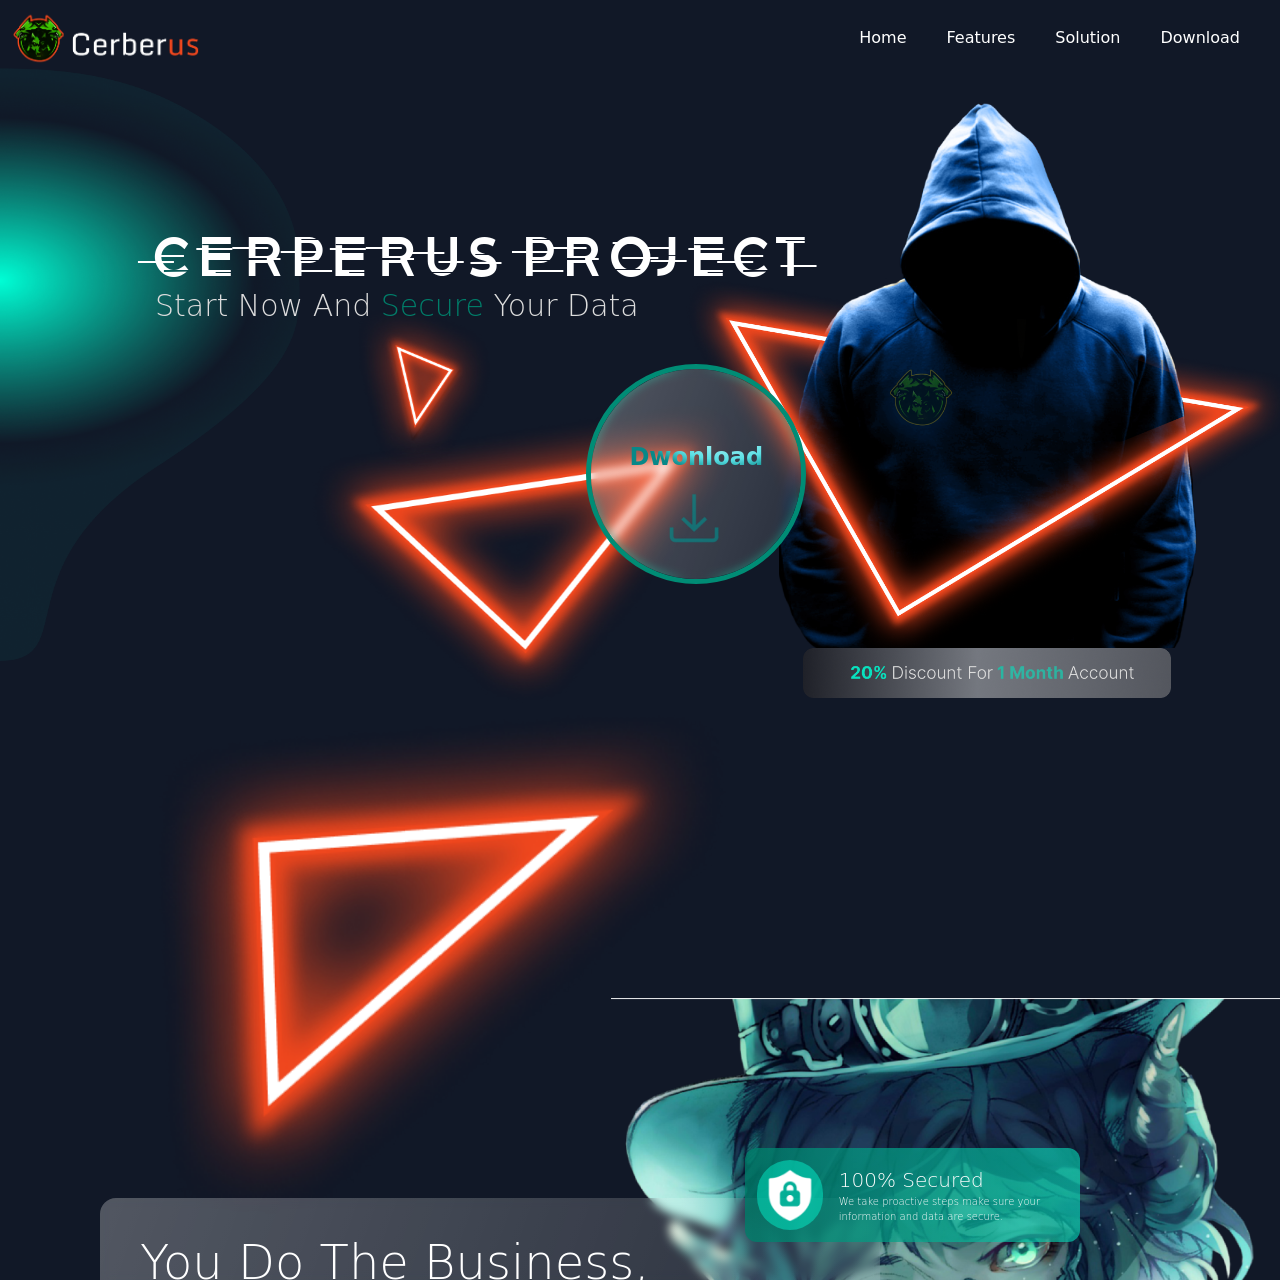 Cerberus
Home
Features
Solution
Download
CERPERUS PROJECT
Start Now And Secure Your Data
Dwonload
20% Discount For 1 Month Account
100% Secured
We take proactive steps make sure your
information and data are secure.
You Do The Business,